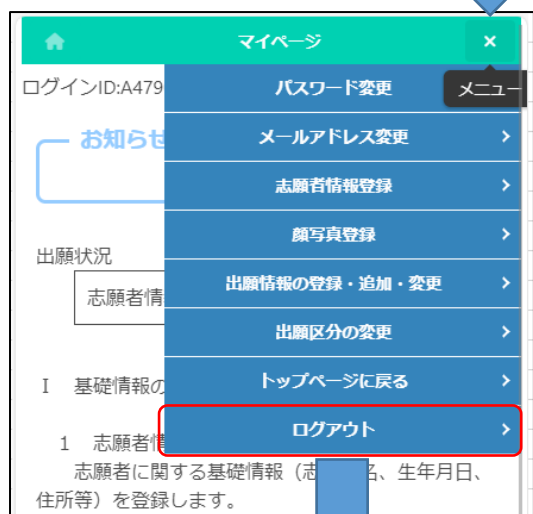 マイページ
×
ログインID:A479
パスワード変更
メニュー
お知らせ
メールアドレス変更
志願者情報登録
顔写真登録
出願状況
出願情報の登録・追加・変更
志願者情
出願区分の変更
トップページに戻る
Ⅰ 基礎情報の
ログアウト
1 志願者情
志願者に関する基礎情報（志 名、生年月日、
住所等）を登録します。